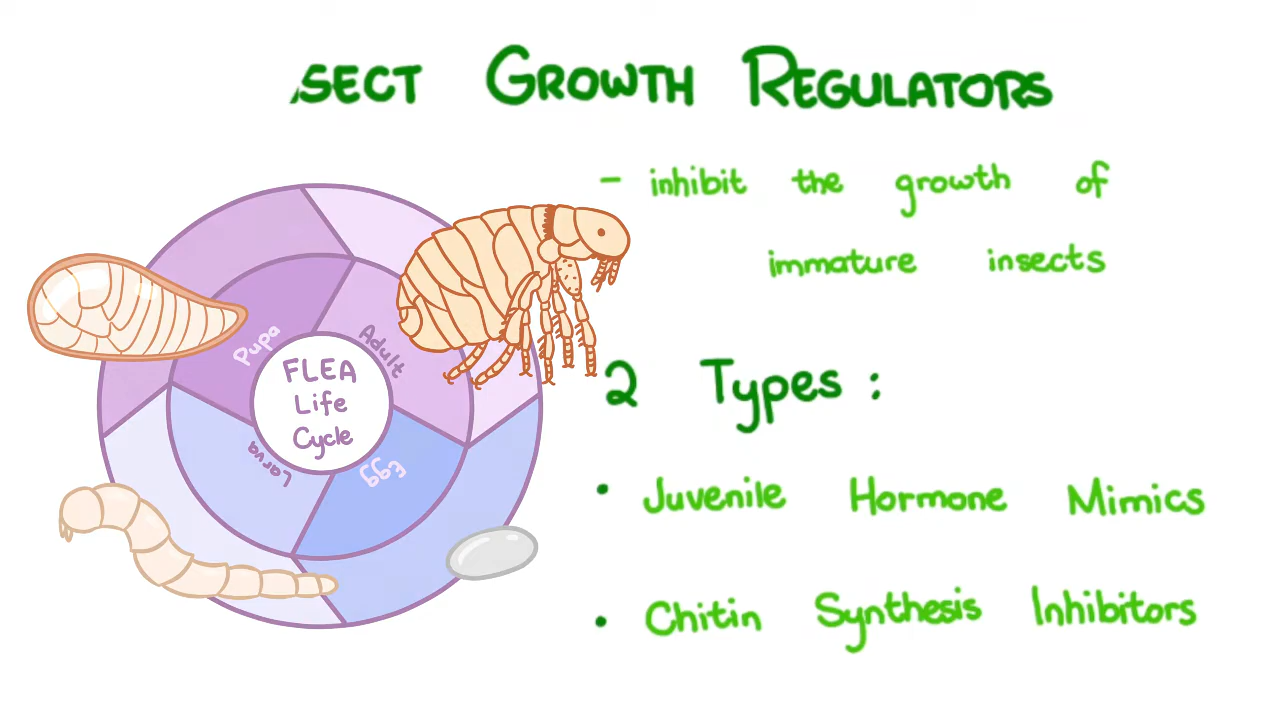 SECT GROWTH REGULATORS
- inhibit the growth of
immature insects
Pupa
Adult
FLEA
Life
Cycle
Larva
Egg
2 Types :
• Juvenile Hormone Mimics
• Chitin Synthesis Inhibitors